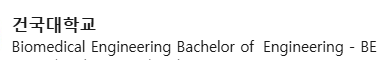 건국대학교
Biomedical Engineering Bachelor of Engineering - BE